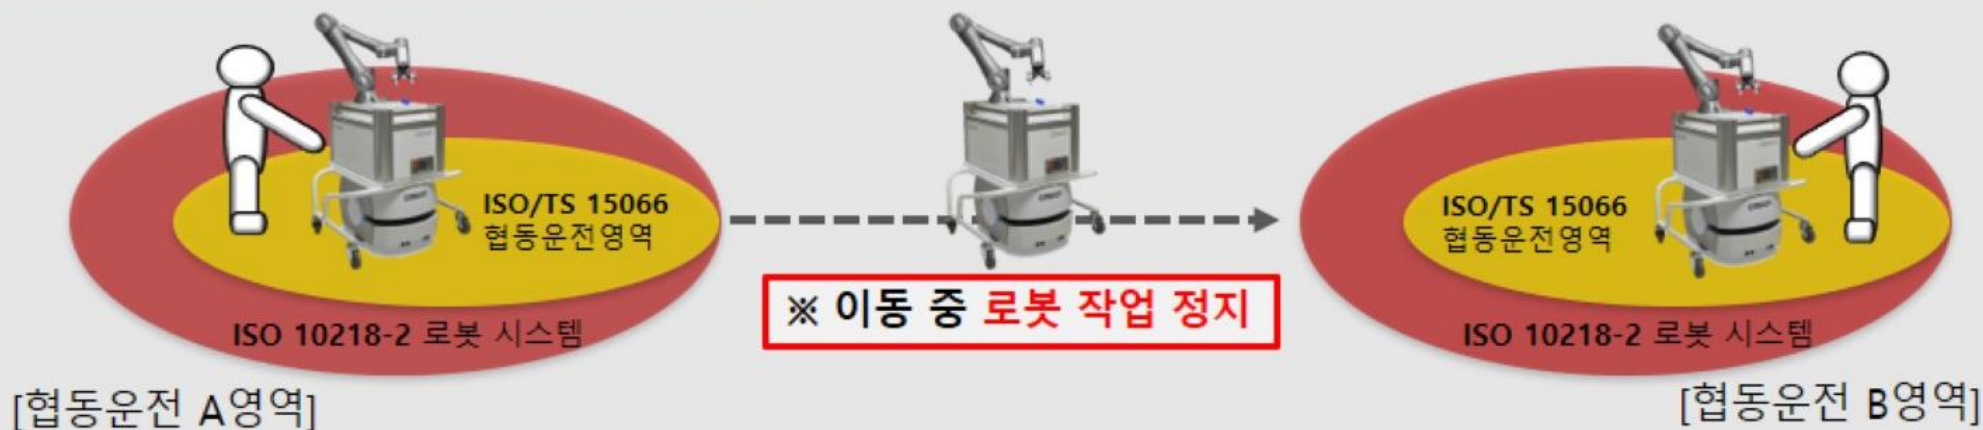 ISO/TS 15066
협동운전영역
ISO 10218-2 로봇 시스템
[협동운전 A영역]
※ 이동 중 로봇 작업 정지
ISO/TS 15066
협동운전영역
ISO 10218-2 로봇 시스템
[협동운전 B영역]